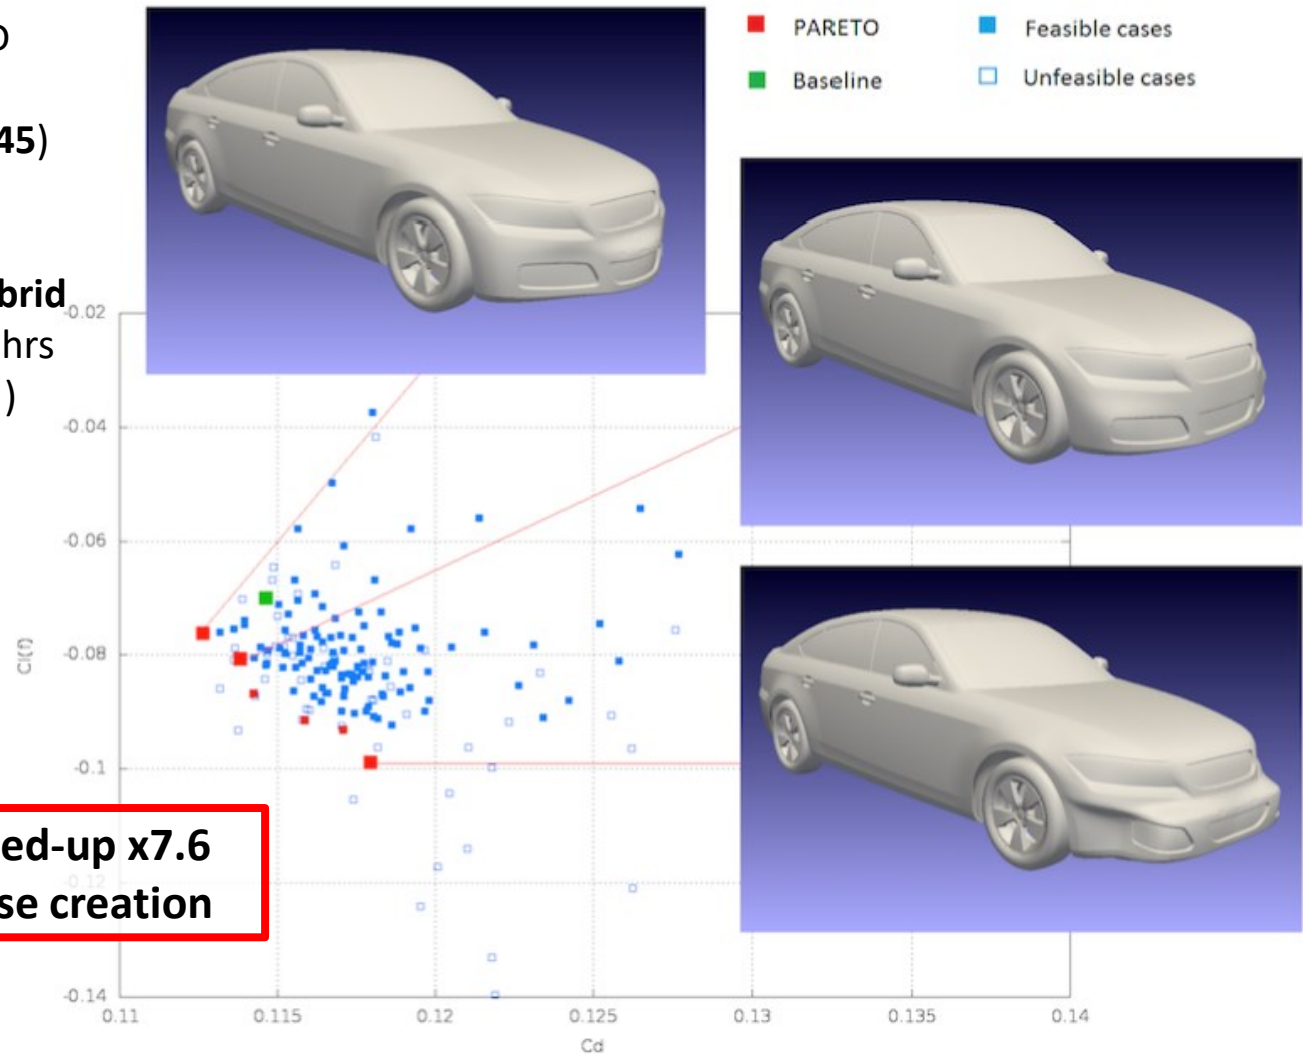 45)
brid
hrs
)
PARETO
Feasible cases
Baseline
Unfeasible cases
-0.02
-0.04
-0.06
-0.08
-0.1
-0.12
-0.14
Cl(f)
0.11
0.115
0.12
0.125
0.13
0.135
0.14
Cd
ed-up x7.6
se creation